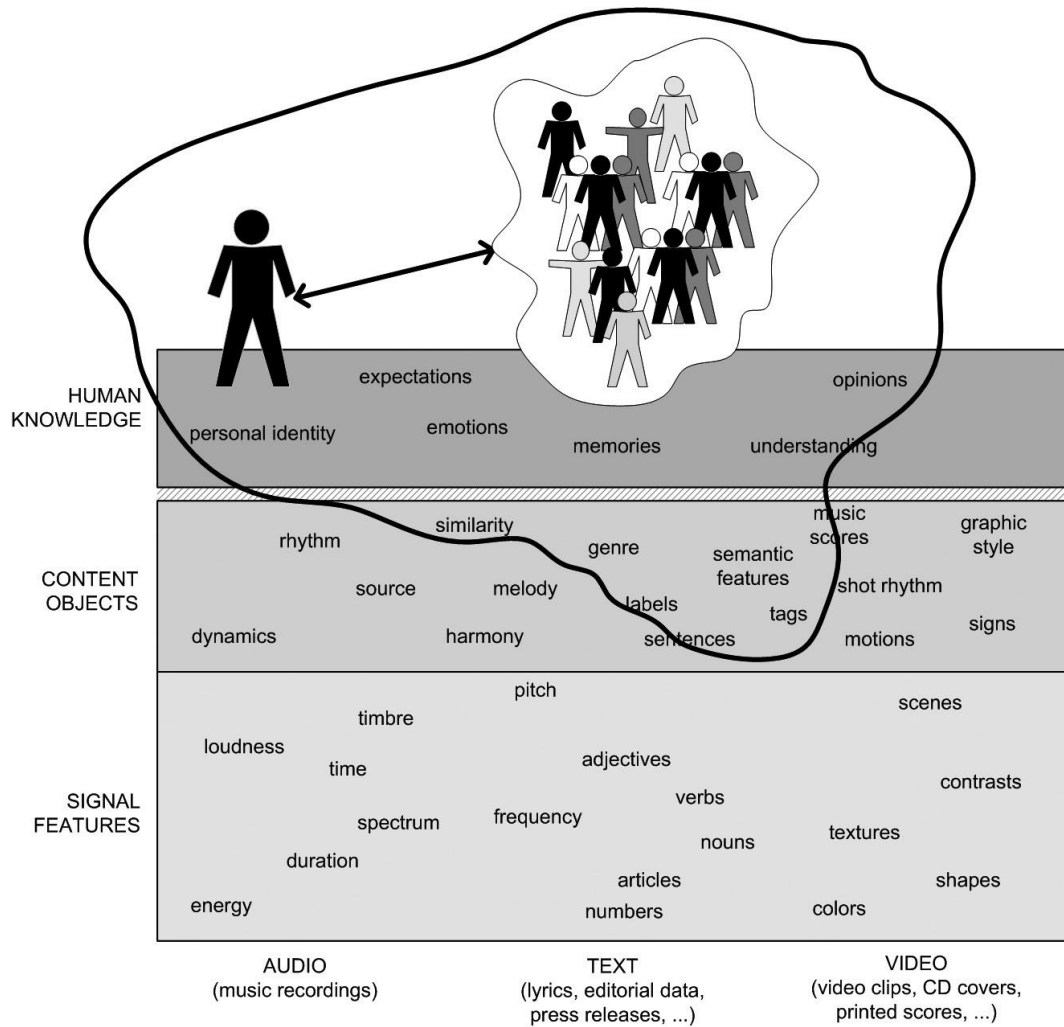 HUMAN
KNOWLEDGE
expectations
opinions
personal identity
emotions
memories
understanding
CONTENT
OBJECTS
rhythm
similarity
genre
semantic
features
music
scores
graphic
style
source
melody
labels
tags
shot rhythm
signs
dynamics
harmony
sentences
motions
SIGNAL
FEATURES
pitch
scenes
timbre
loudness
time
adjectives
contrasts
verbs
spectrum
frequency
nouns
textures
duration
articles
shapes
energy
numbers
colors
AUDIO
(music recordings)
TEXT
(lyrics, editorial data,
press releases, ...)
VIDEO
(video clips, CD covers,
printed scores, ...)